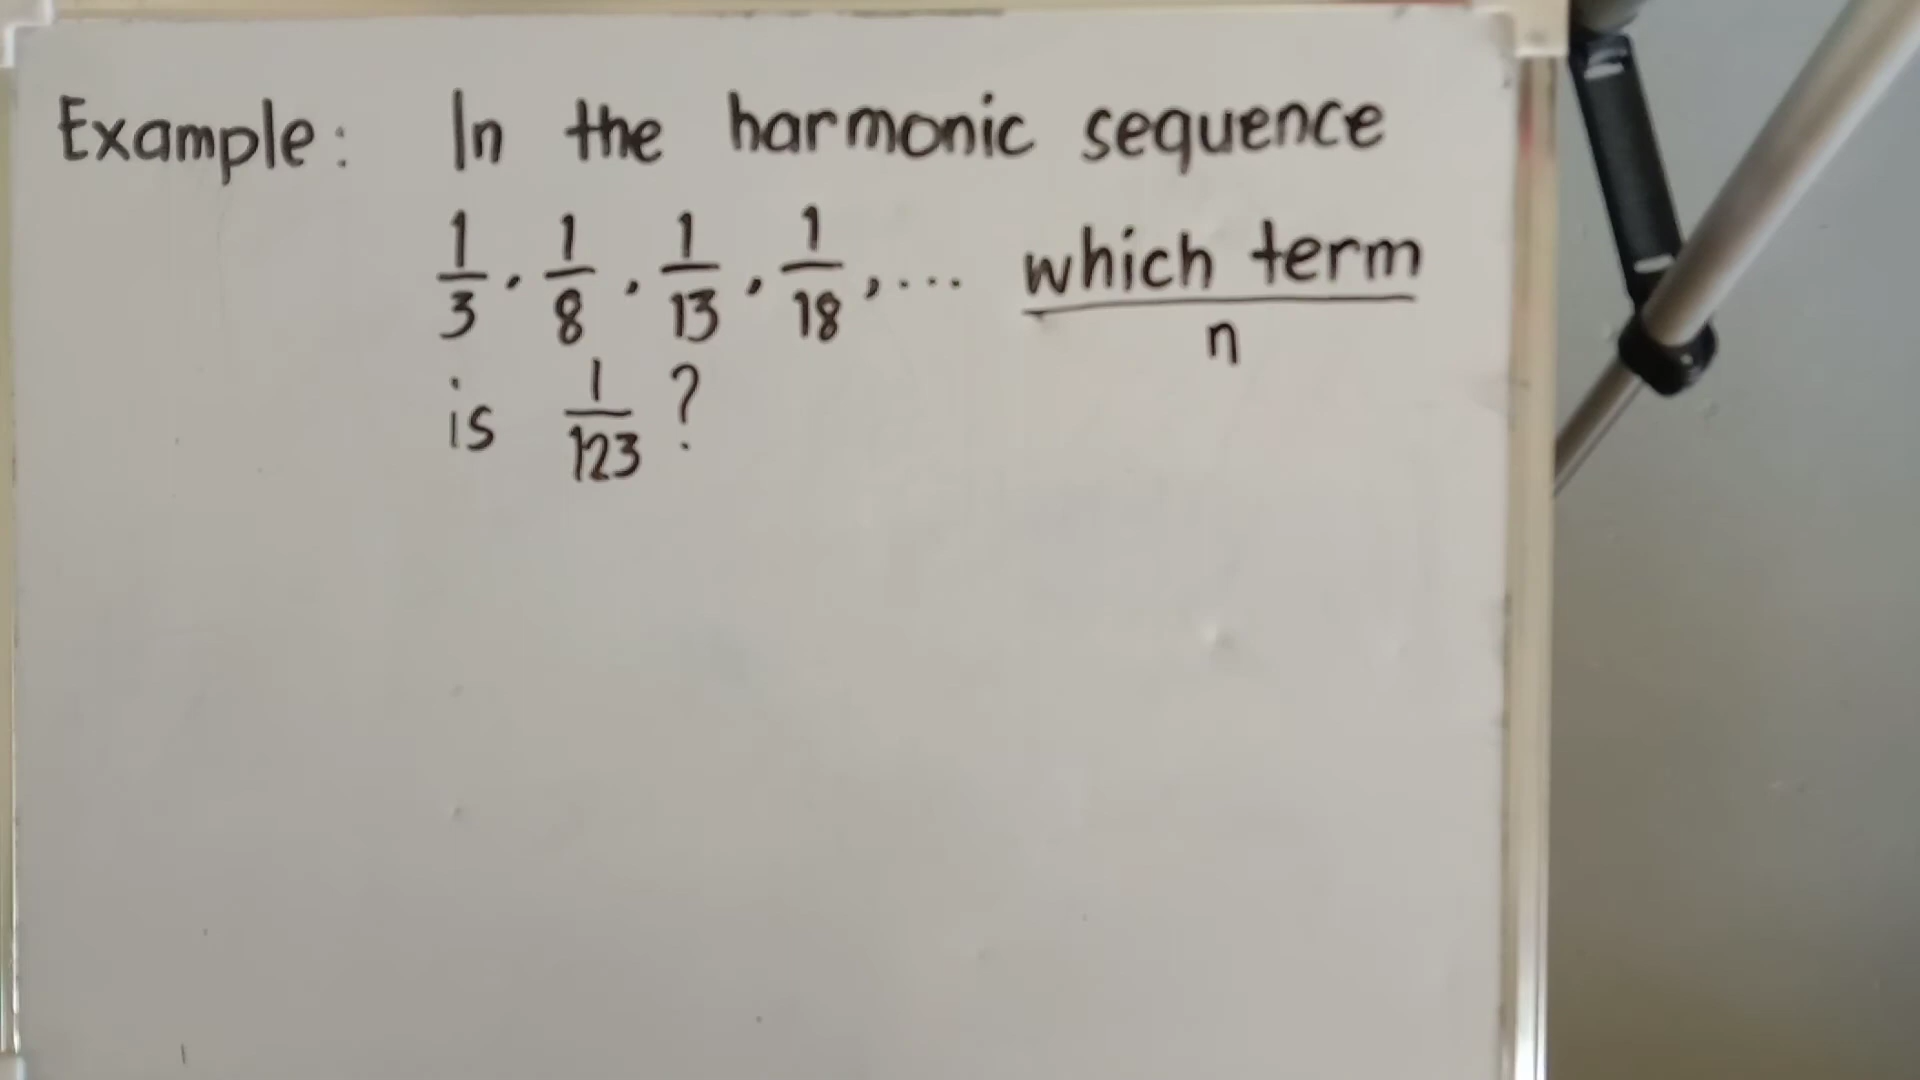 Example: In the harmonic sequence
1/3, 1/8, 1/13, 1/18, ... which term
n
is 1/123 ?